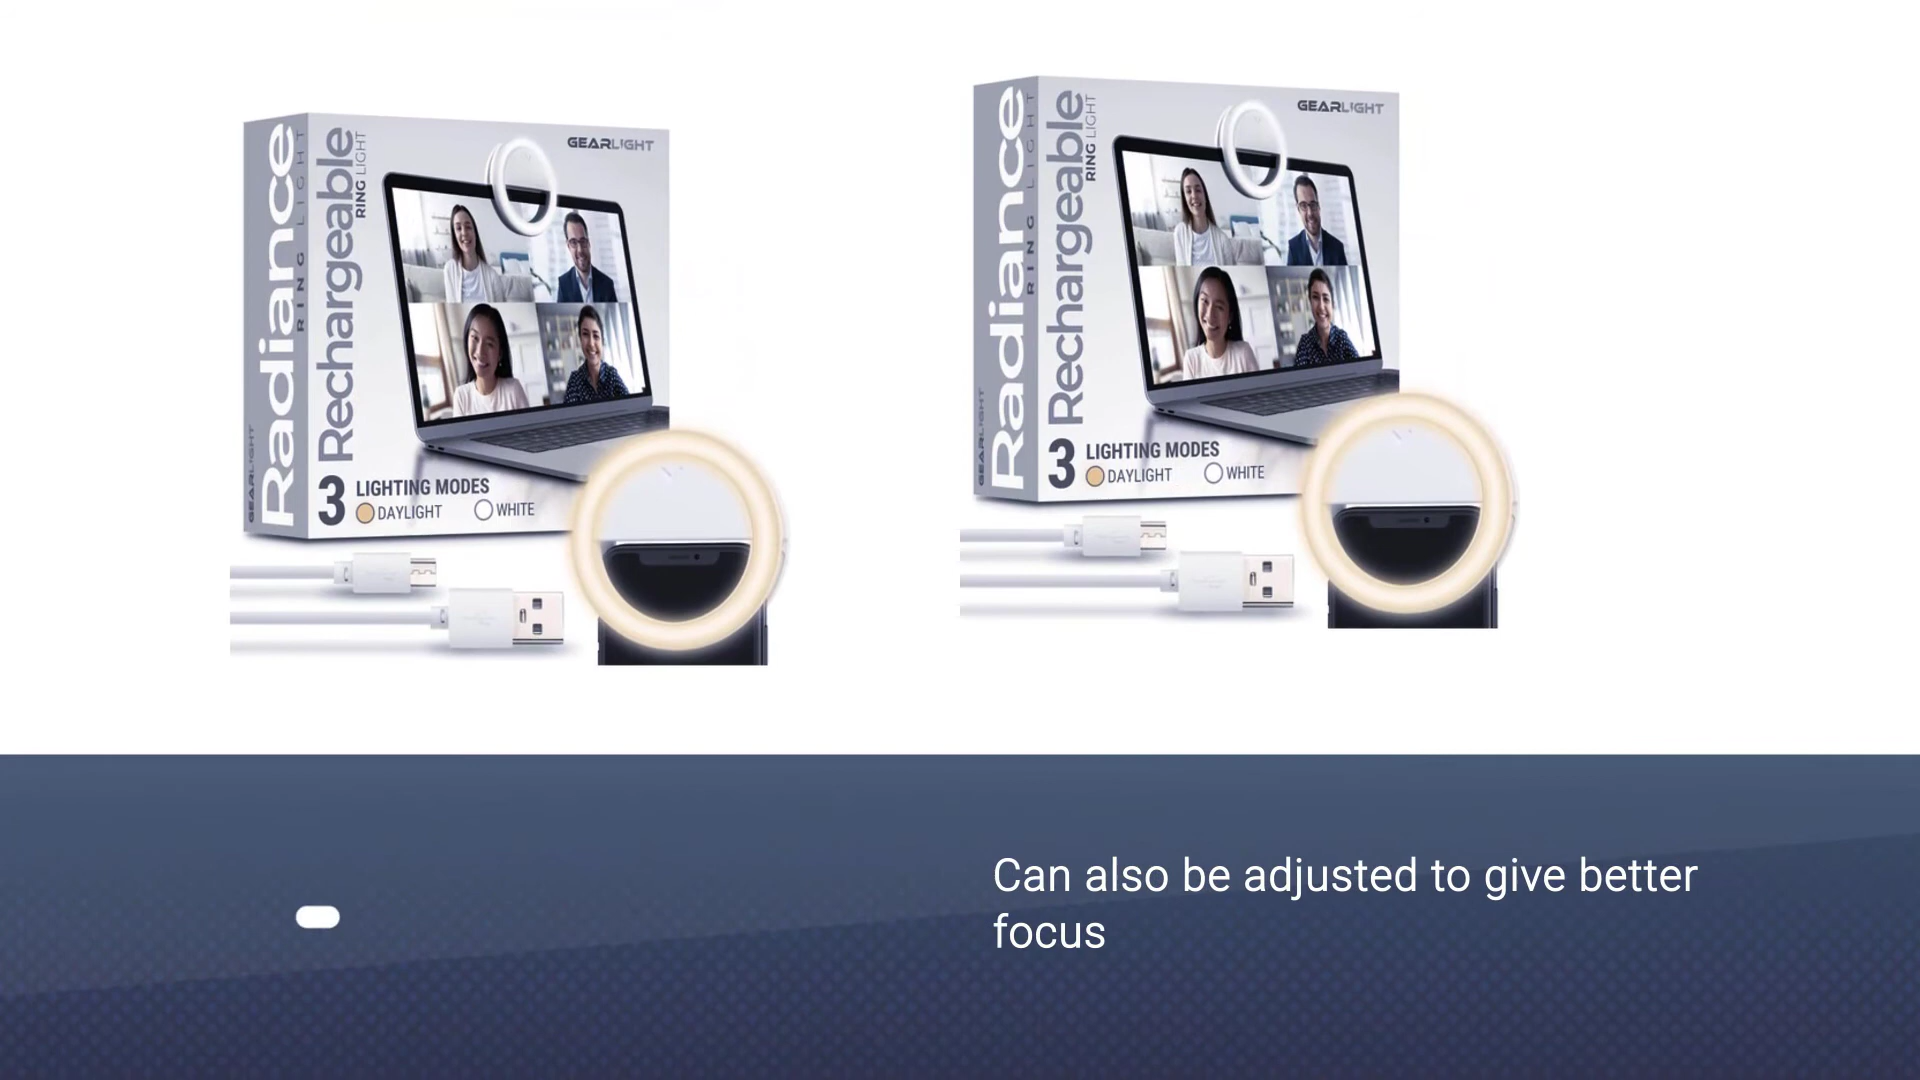 Radiance
RING LIGHT
GEARLIGHT
Rechargeable
RING LIGHT
GEARLIGHT
3 LIGHTING MODES
DAYLIGHT WHITE
Radiance
RING LIGHT
GEARLIGHT
Rechargeable
RING LIGHT
GEARLIGHT
3 LIGHTING MODES
DAYLIGHT WHITE
Can also be adjusted to give better
focus